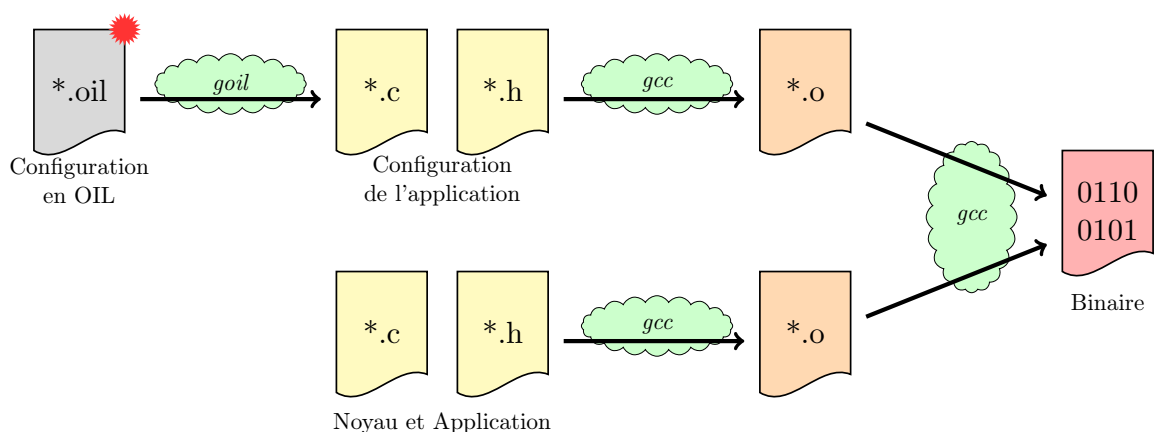 *.oil
goil
*.c
*.h
gcc
*.o
Configuration
en OIL
Configuration
de l'application
gcc
0110
0101
Binaire
*.c
*.h
gcc
*.o
Noyau et Application